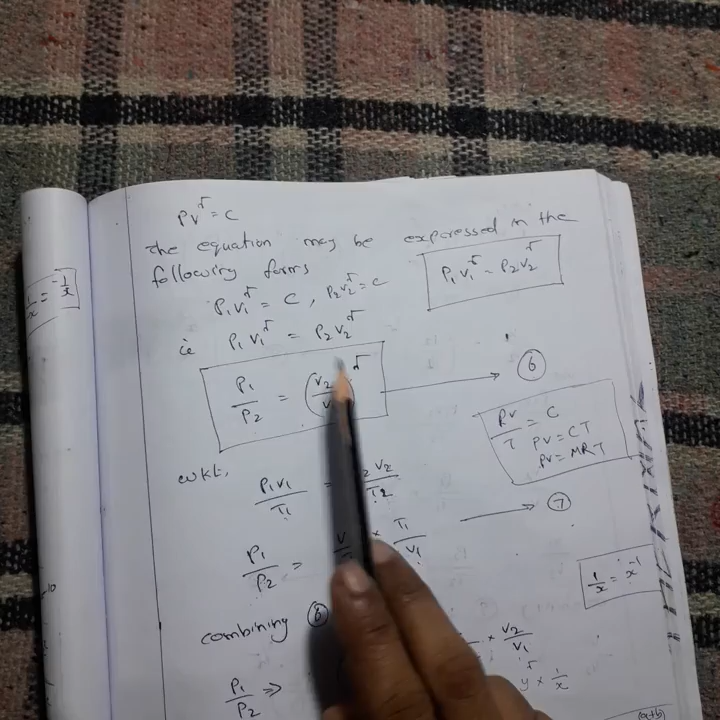 PV^r = C
The equation may be expressed in the
following forms
P₁V₁^r = C, P₂V₂^r = C
P₁V₁^r = P₂V₂^r
ie P₁V₁^r = P₂V₂^r
P₁/P₂ = (V₂/V )^r ⑥
PV/T = C
PV = CT
PV = MRT
WKT,
P₁V₁/T₁ = 2V₂/T2 ⑦
P₁/P₂ = × T₁/V₁
1/x = x^-1
combining ⑥
P₁/P₂ ⇒ × V₂/V₁
y^r × 1/x
(a+b)